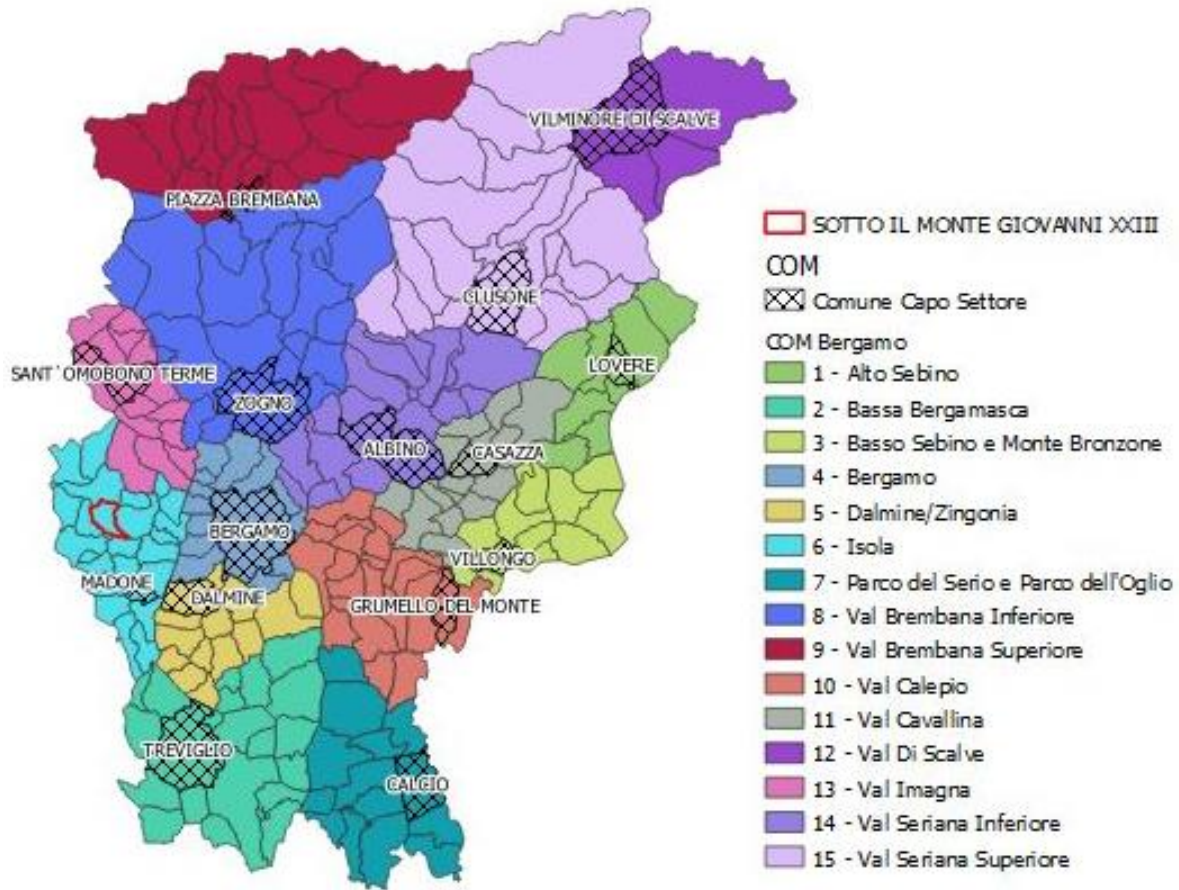 VILMINORE DI SCALVE
PIAZZA BREMBANA
CLUSONE
LOVERE
SANT'OMOBONO TERME
ZOGNO
ALBINO
CASAZZA
BERGAMO
VILLONGO
MADONE
DALMINE
GRUMELLO DEL MONTE
TREVIGLIO
CALCIO
SOTTO IL MONTE GIOVANNI XXIII
COM
Comune Capo Settore
COM Bergamo
1 - Alto Sebino
2 - Bassa Bergamasca
3 - Basso Sebino e Monte Bronzone
4 - Bergamo
5 - Dalmine/Zingonia
6 - Isola
7 - Parco del Serio e Parco dell'Oglio
8 - Val Brembana Inferiore
9 - Val Brembana Superiore
10 - Val Calepio
11 - Val Cavallina
12 - Val Di Scalve
13 - Val Imagna
14 - Val Seriana Inferiore
15 - Val Seriana Superiore